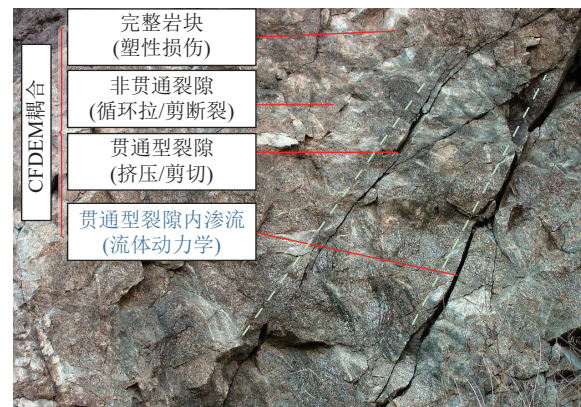 CFDEM耦合
完整岩块
(塑性损伤)
非贯通裂隙
(循环拉/剪断裂)
贯通型裂隙
(挤压/剪切)
贯通型裂隙内渗流
(流体动力学)